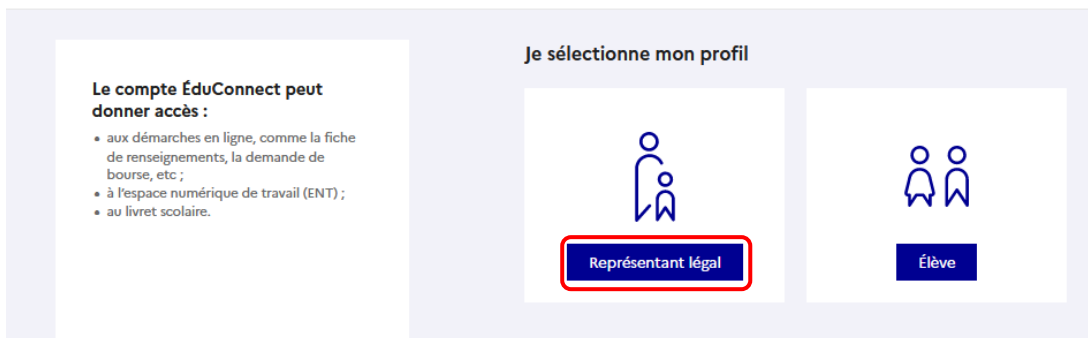 Le compte ÉduConnect peut
donner accès :
• aux démarches en ligne, comme la fiche
de renseignements, la demande de
bourse, etc ;
• à l'espace numérique de travail (ENT) ;
• au livret scolaire.
Je sélectionne mon profil
Représentant légal
Élève